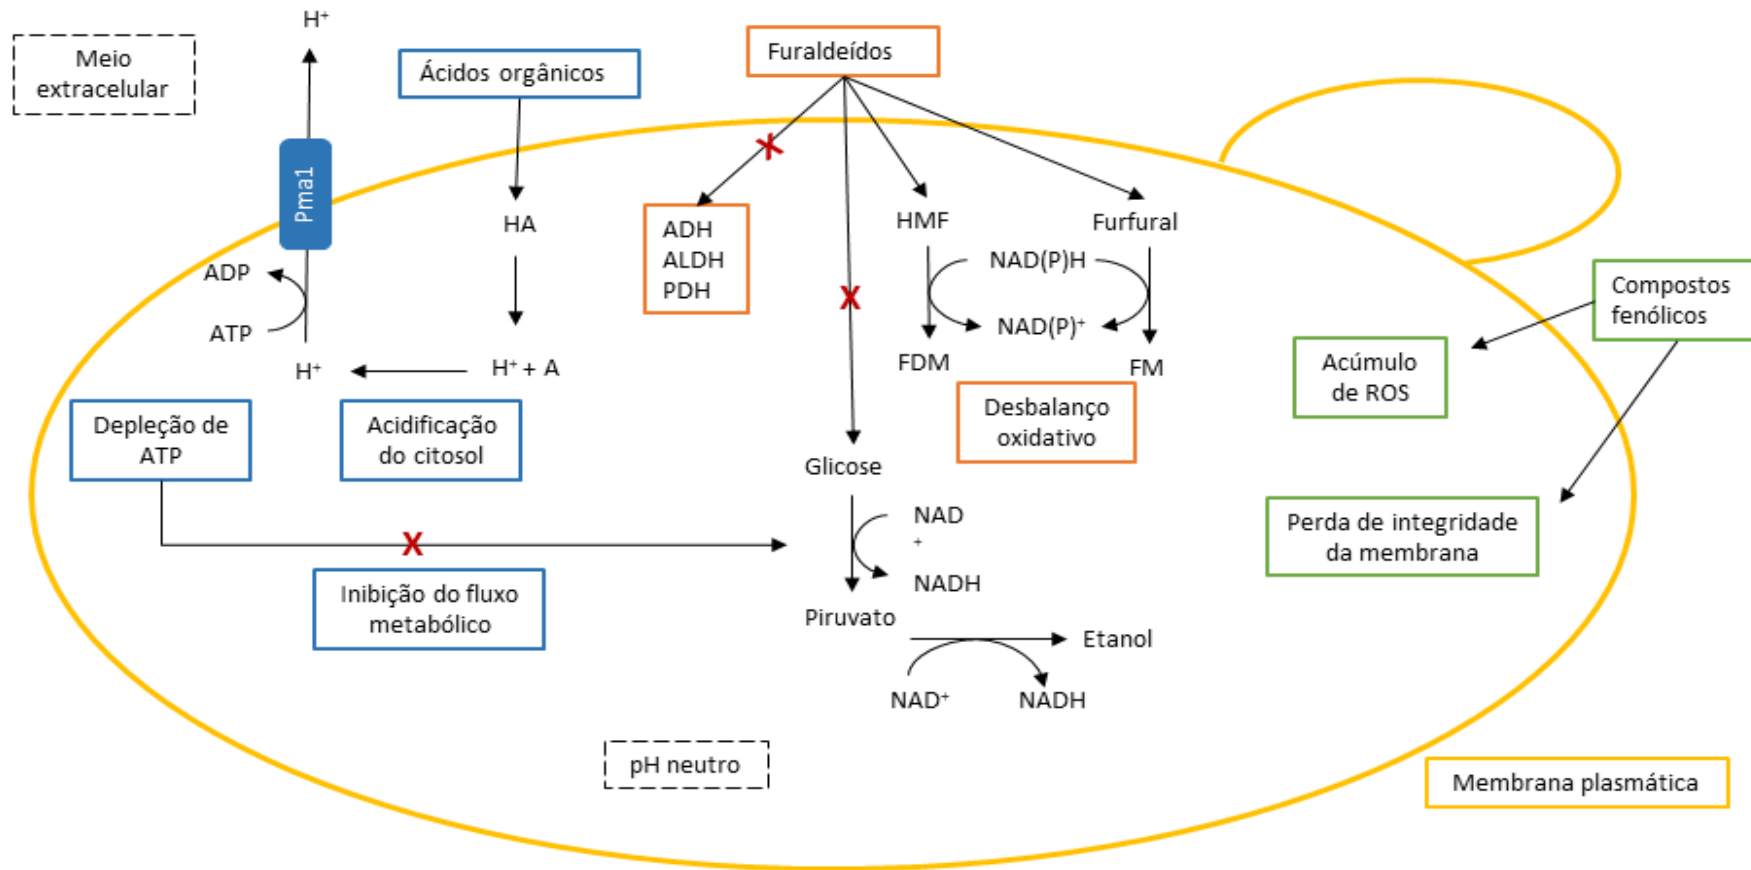 H⁺
Meio
extracelular
Ácidos orgânicos
Furaldeídos
Pma1
HA
ADH
ALDH
PDH
HMF
Furfural
ADP
ATP
NAD(P)H
NAD(P)⁺
Compostos
fenólicos
H⁺
H⁺ + A
FDM
FM
Acúmulo
de ROS
Depleção de
ATP
Acidificação
do citosol
Desbalanço
oxidativo
Glicose
NAD
+
NADH
Perda de integridade
da membrana
Inibição do fluxo
metabólico
Piruvato
Etanol
NAD⁺
NADH
pH neutro
Membrana plasmática